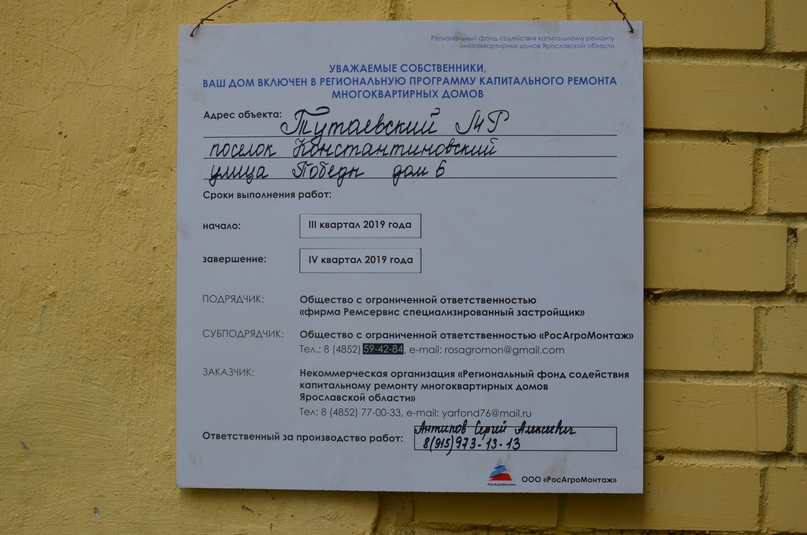 Региональный фонд содействия капитальному ремонту
многоквартирных домов Ярославской области
УВАЖАЕМЫЕ СОБСТВЕННИКИ,
ВАШ ДОМ ВКЛЮЧЕН В РЕГИОНАЛЬНУЮ ПРОГРАММУ КАПИТАЛЬНОГО РЕМОНТА
МНОГОКВАРТИРНЫХ ДОМОВ
Адрес объекта: Тутаевский МР
поселок Константиновский
улица Победы дом 6
Сроки выполнения работ:
начало: III квартал 2019 года
завершение: IV квартал 2019 года
ПОДРЯДЧИК: Общество с ограниченной ответственностью
«фирма Ремсервис специализированный застройщик»
СУБПОДРЯДЧИК: Общество с ограниченной ответственностью «РосАгроМонтаж»
Тел.: 8 (4852) 59-42-84, e-mail: rosagromon@gmail.com
ЗАКАЗЧИК: Некоммерческая организация «Региональный фонд содействия
капитальному ремонту многоквартирных домов
Ярославской области»
Тел: 8 (4852) 77-00-33, e-mail: yarfond76@mail.ru
Ответственный за производство работ: Антипов Сергей Алексеевич
8(915)973-13-13
РосАгроМонтаж ООО «РосАгроМонтаж»